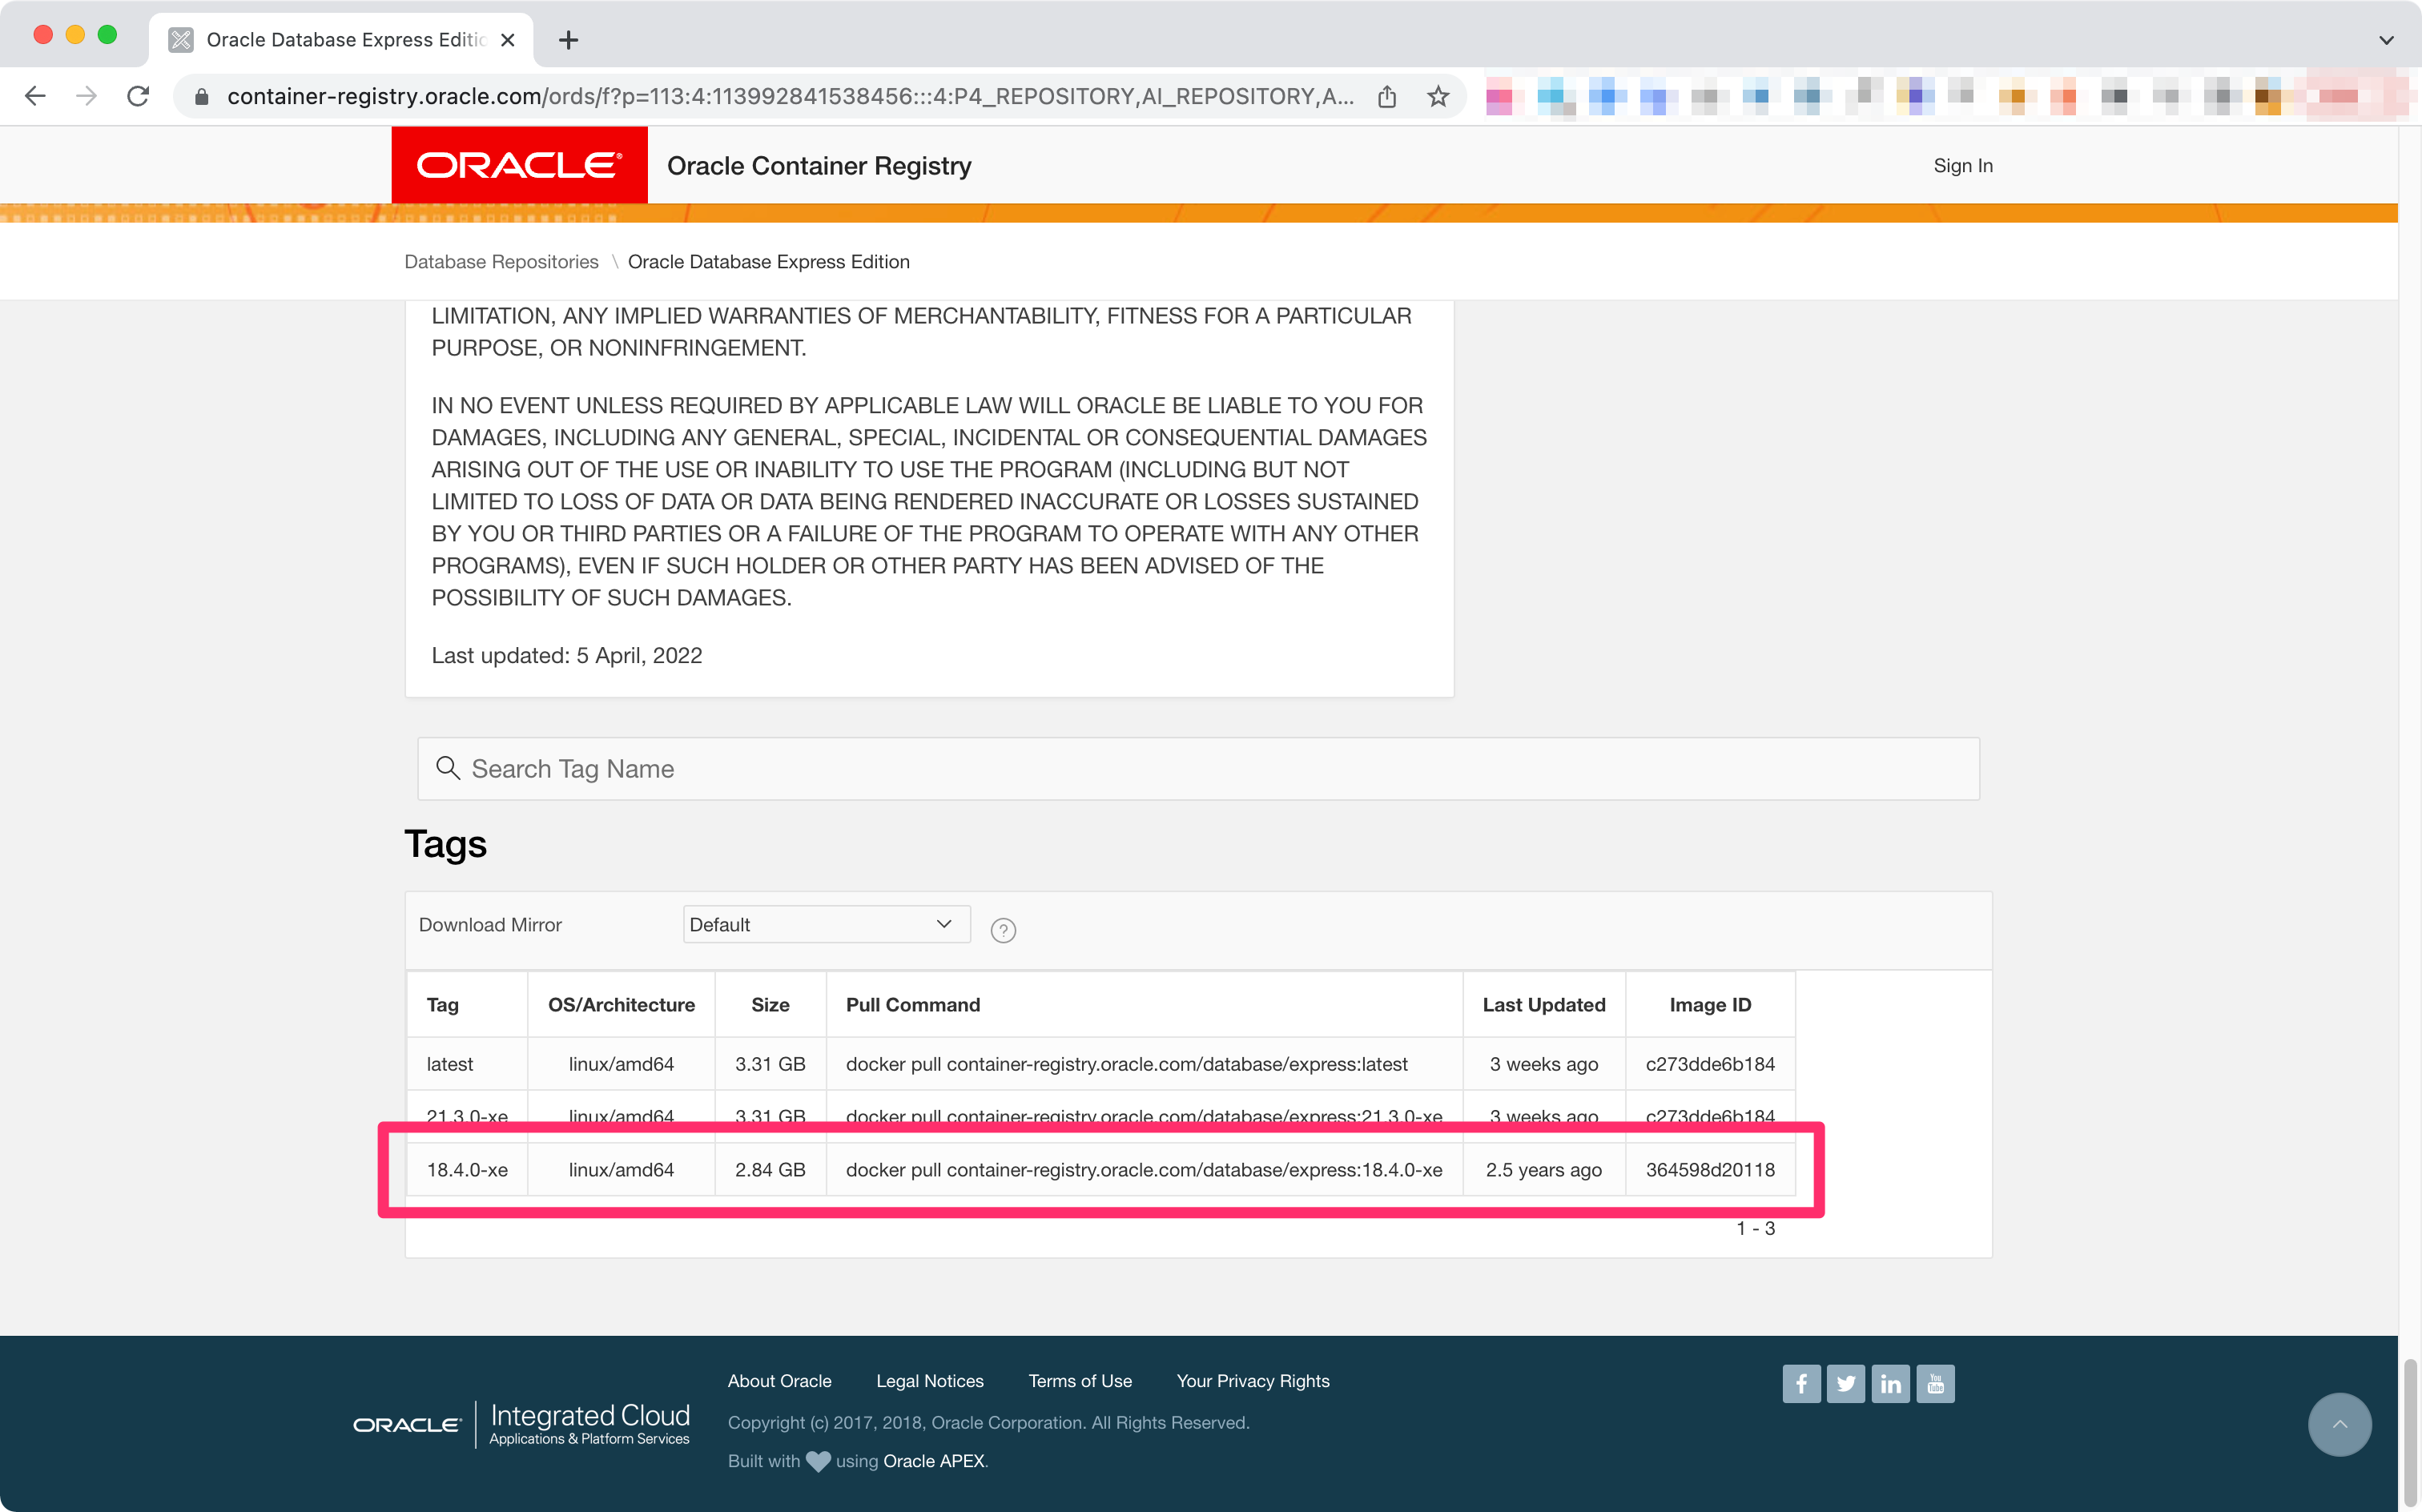 Oracle Database Express Editic
container-registry.oracle.com/ords/f?p=113:4:113992841538456:::4:P4_REPOSITORY,AI_REPOSITORY,A...
ORACLE® Oracle Container Registry Sign In
Database Repositories \ Oracle Database Express Edition
LIMITATION, ANY IMPLIED WARRANTIES OF MERCHANTABILITY, FITNESS FOR A PARTICULAR
PURPOSE, OR NONINFRINGEMENT.
IN NO EVENT UNLESS REQUIRED BY APPLICABLE LAW WILL ORACLE BE LIABLE TO YOU FOR
DAMAGES, INCLUDING ANY GENERAL, SPECIAL, INCIDENTAL OR CONSEQUENTIAL DAMAGES
ARISING OUT OF THE USE OR INABILITY TO USE THE PROGRAM (INCLUDING BUT NOT
LIMITED TO LOSS OF DATA OR DATA BEING RENDERED INACCURATE OR LOSSES SUSTAINED
BY YOU OR THIRD PARTIES OR A FAILURE OF THE PROGRAM TO OPERATE WITH ANY OTHER
PROGRAMS), EVEN IF SUCH HOLDER OR OTHER PARTY HAS BEEN ADVISED OF THE
POSSIBILITY OF SUCH DAMAGES.
Last updated: 5 April, 2022
Search Tag Name
Tags
Download Mirror Default ?
Tag OS/Architecture Size Pull Command Last Updated Image ID
latest linux/amd64 3.31 GB docker pull container-registry.oracle.com/database/express:latest 3 weeks ago c273dde6b184
21.3.0-xe linux/amd64 3.31 GB docker pull container-registry.oracle.com/database/express:21.3.0-xe 3 weeks ago c273dde6b184
18.4.0-xe linux/amd64 2.84 GB docker pull container-registry.oracle.com/database/express:18.4.0-xe 2.5 years ago 364598d20118
1 - 3
About Oracle Legal Notices Terms of Use Your Privacy Rights
ORACLE® Integrated Cloud
Applications & Platform Services
Copyright (c) 2017, 2018, Oracle Corporation. All Rights Reserved.
Built with using Oracle APEX.
f in You Tube